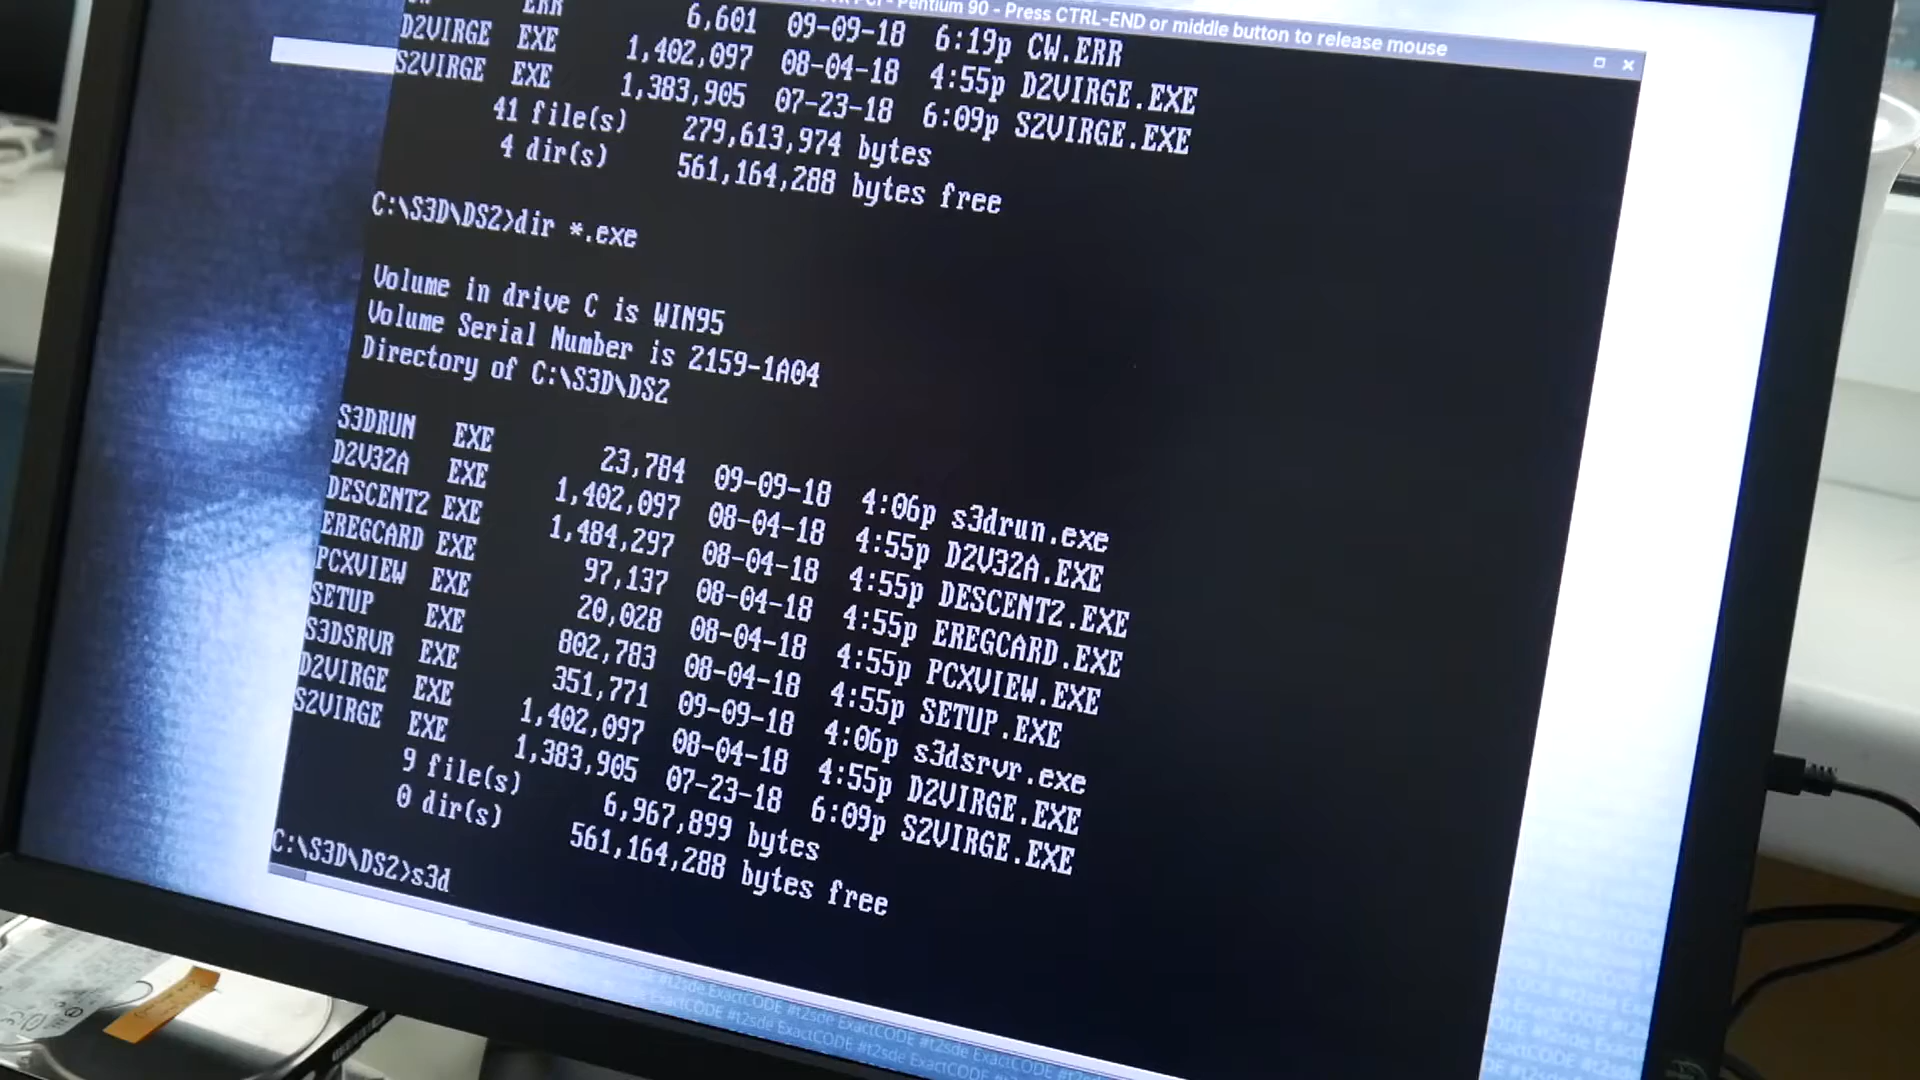 ERR 6,601 09-09-18 6:19p CW.ERR
Pentium 90 - Press CTRL-END or middle button to release mouse
D2VIRGE EXE 1,402,097 08-04-18 4:55p D2VIRGE.EXE
S2VIRGE EXE 1,383,905 07-23-18 6:09p S2VIRGE.EXE
41 file(s) 279,613,974 bytes
4 dir(s) 561,164,288 bytes free
C:\S3D\DS2>dir *.exe
Volume in drive C is WIN95
Volume Serial Number is 2159-1A04
Directory of C:\S3D\DS2
S3DRUN EXE 23,784 09-09-18 4:06p s3drun.exe
D2V32A EXE 1,402,097 08-04-18 4:55p D2V32A.EXE
DESCENT2 EXE 1,484,297 08-04-18 4:55p DESCENT2.EXE
EREGCARD EXE 97,137 08-04-18 4:55p EREGCARD.EXE
PCXVIEW EXE 20,028 08-04-18 4:55p PCXVIEW.EXE
SETUP EXE 802,783 08-04-18 4:55p SETUP.EXE
S3DSRVR EXE 351,771 09-09-18 4:06p s3dsrvr.exe
D2VIRGE EXE 1,402,097 08-04-18 4:55p D2VIRGE.EXE
S2VIRGE EXE 1,383,905 07-23-18 6:09p S2VIRGE.EXE
9 file(s) 6,967,899 bytes
0 dir(s) 561,164,288 bytes free
C:\S3D\DS2>s3d
#t2sde ExactCODE #t2sde ExactCODE #t2sde ExactCODE #t2sde ExactCODE